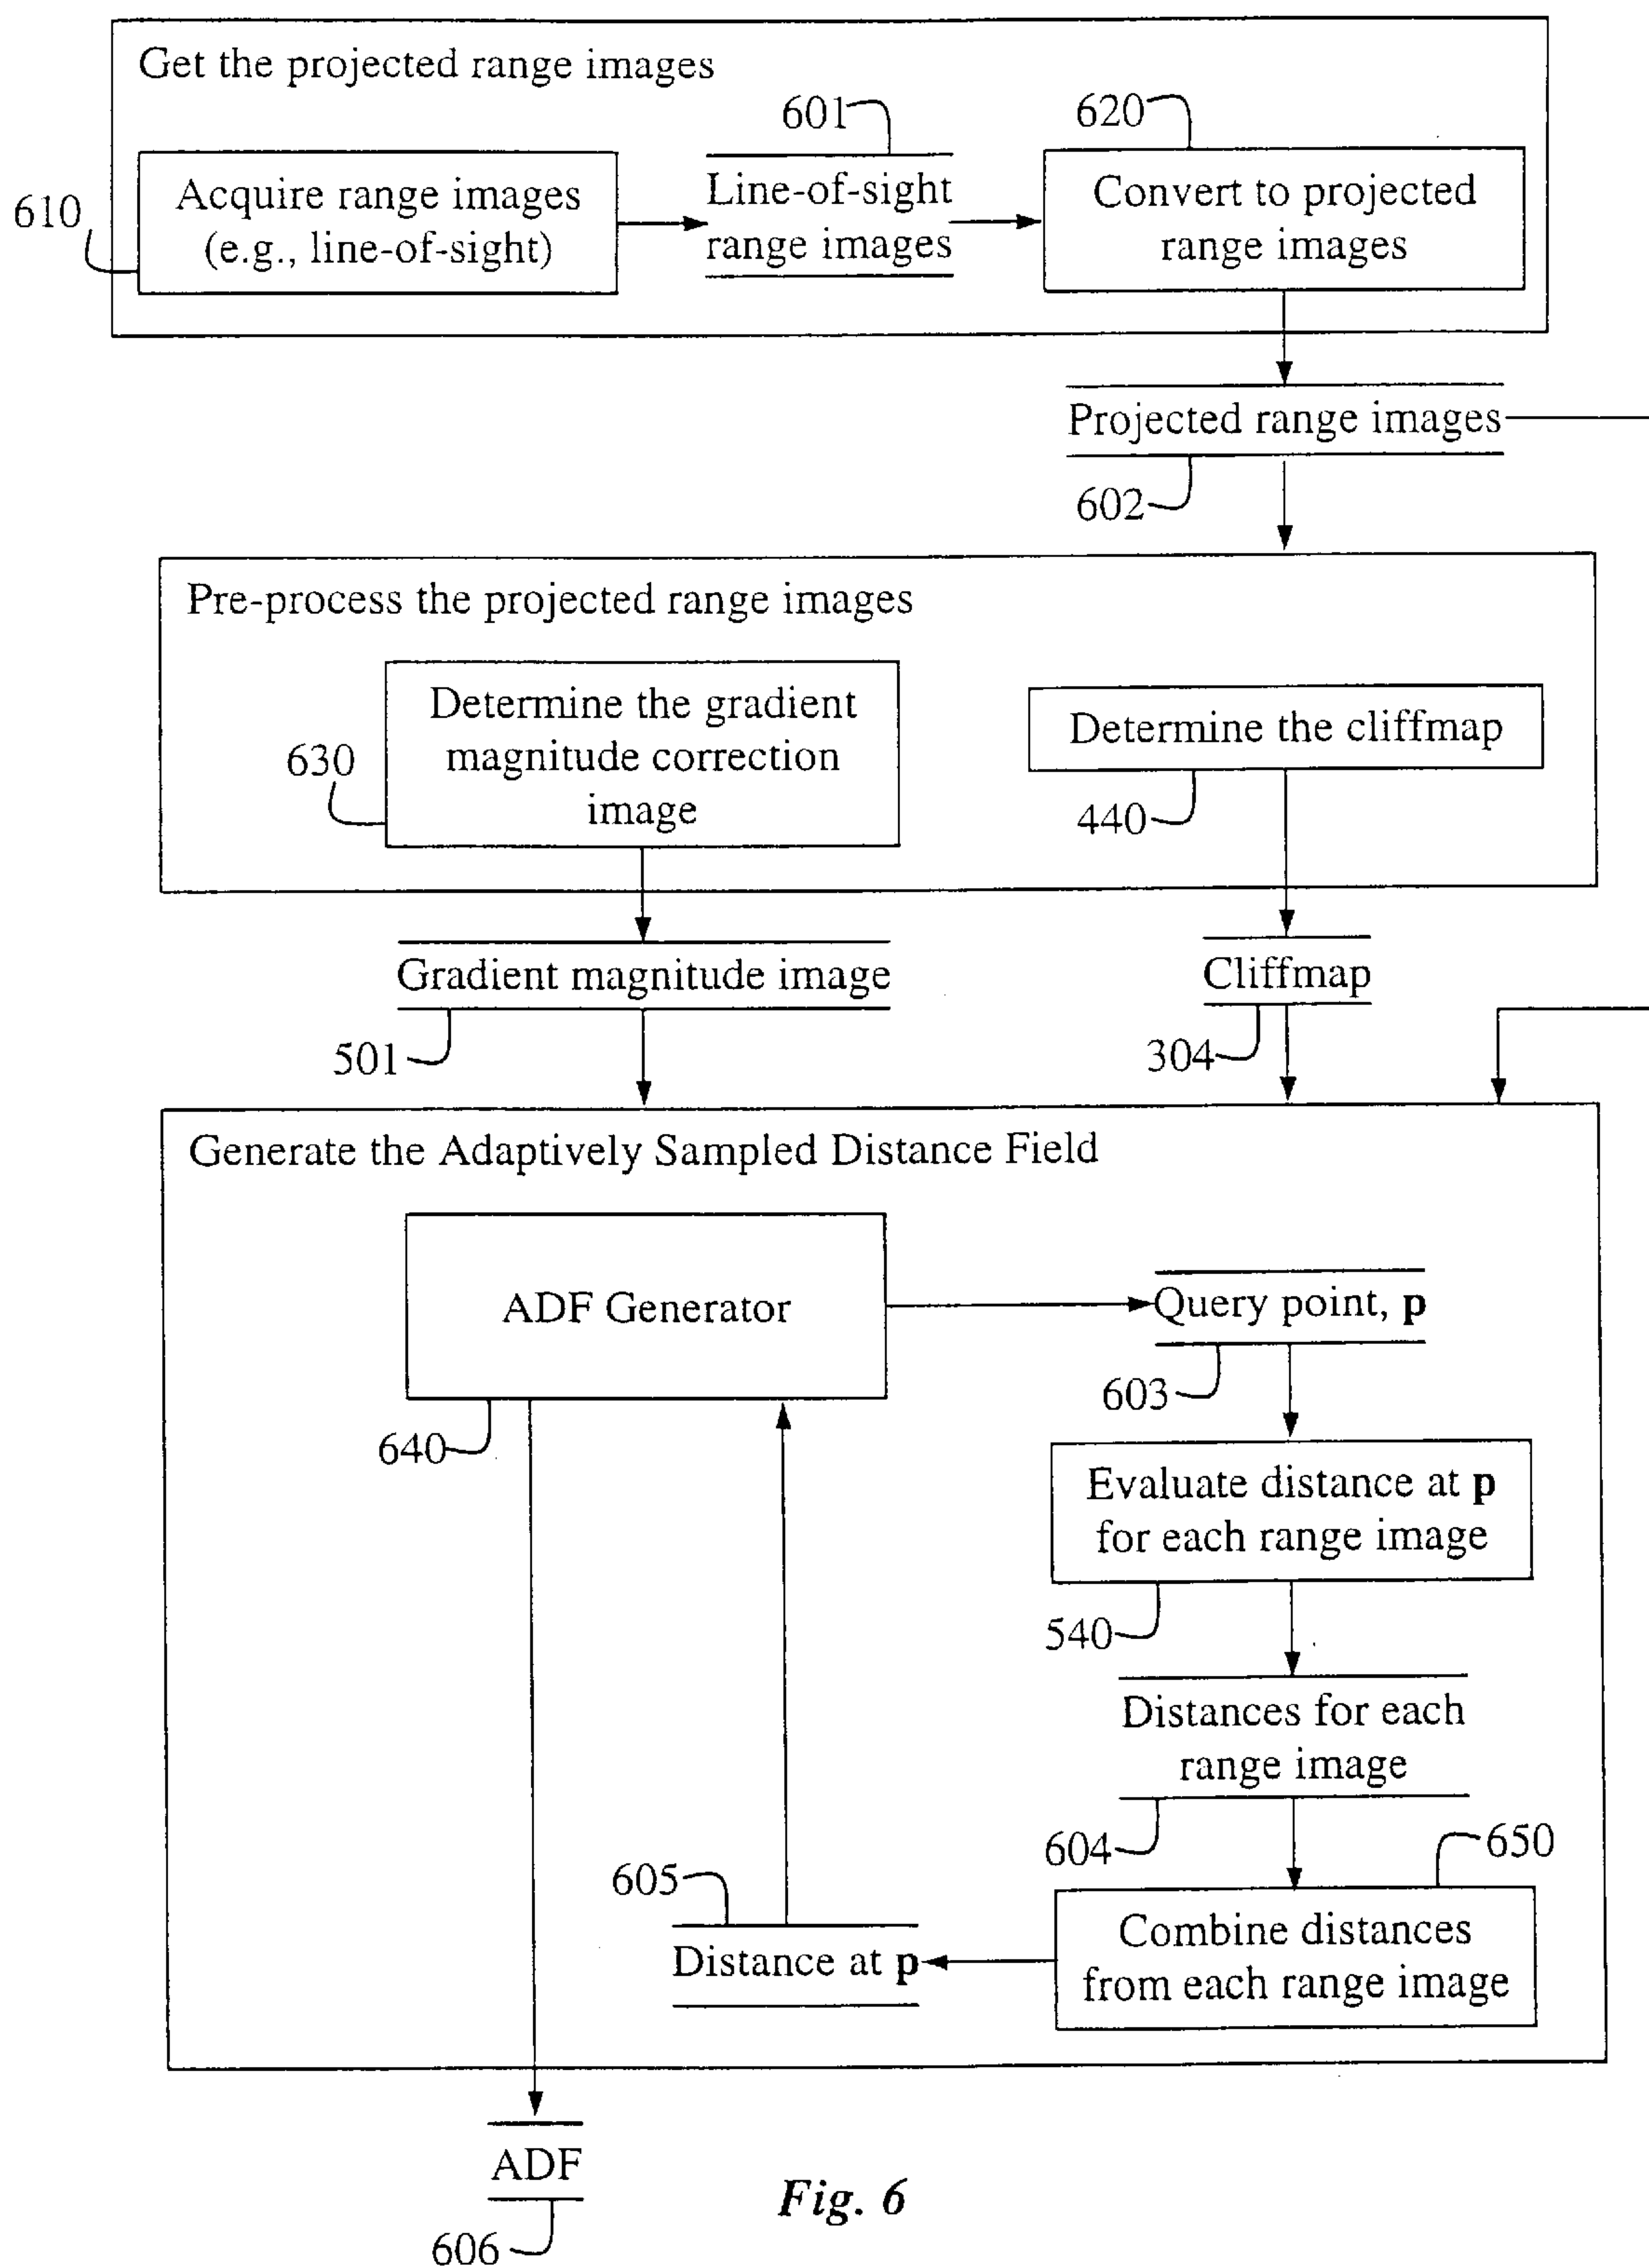 Get the projected range images
601
620
610
Acquire range images
(e.g., line-of-sight)
Line-of-sight
range images
Convert to projected
range images
Projected range images
602
Pre-process the projected range images
Determine the gradient
magnitude correction
image
630
Determine the cliffmap
440
Gradient magnitude image
501
Cliffmap
304
Generate the Adaptively Sampled Distance Field
ADF Generator
640
Query point, p
603
Evaluate distance at p
for each range image
540
Distances for each
range image
604
650
605
Distance at p
Combine distances
from each range image
ADF
606
Fig. 6